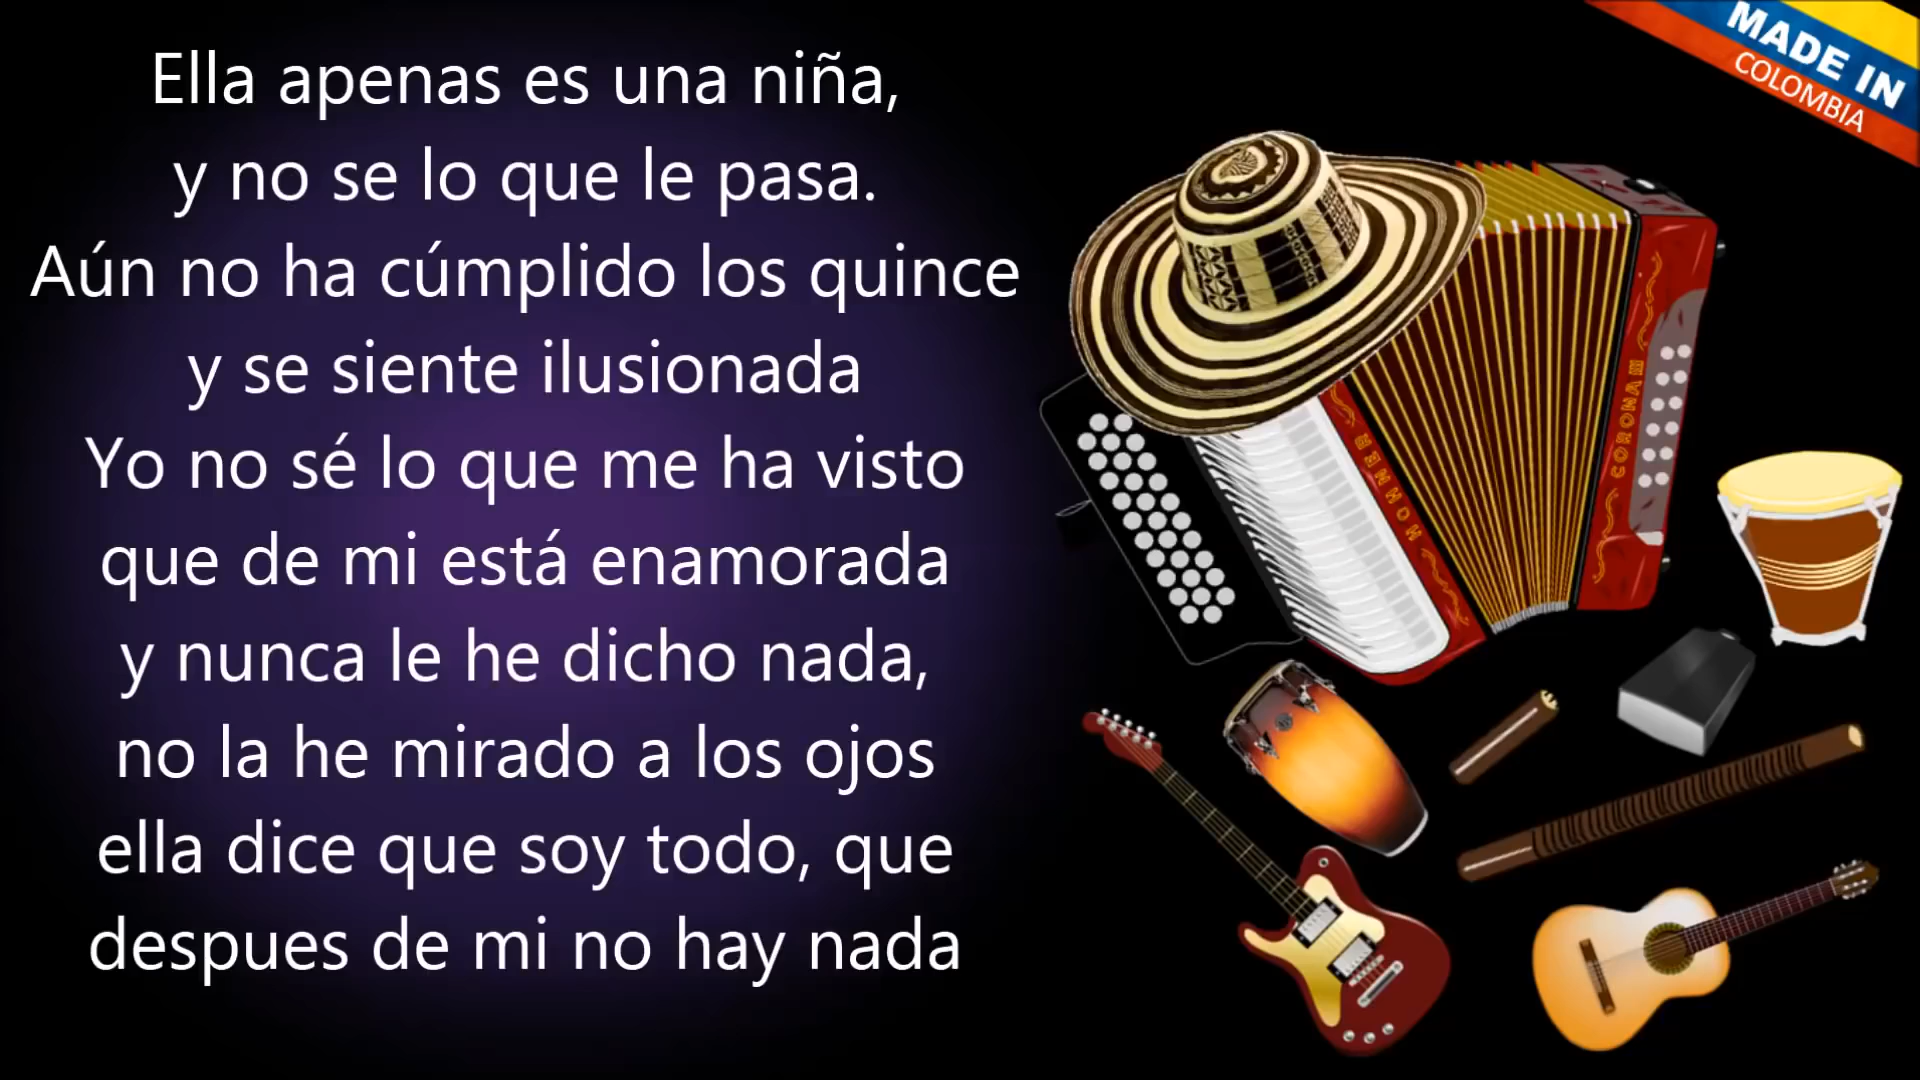 Ella apenas es una niña,
y no se lo que le pasa.
Aún no ha cúmplido los quince
y se siente ilusionada
Yo no sé lo que me ha visto
que de mi está enamorada
y nunca le he dicho nada,
no la he mirado a los ojos
ella dice que soy todo, que
despues de mi no hay nada
MADE IN
COLOMBIA
HOHNER
CORONA III